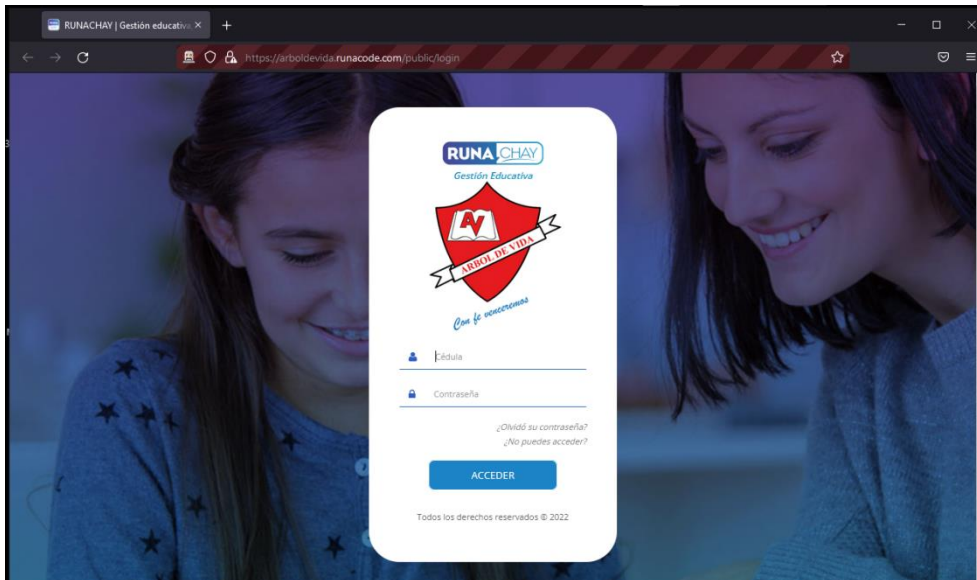 RUNACHAY | Gestión educativa,
https://arboldevida.runacode.com/public/login
RUNA CHAY
Gestión Educativa
AV
ARBOL DE VIDA
Con fe venceremos
Cédula
Contraseña
¿Olvidó su contraseña?
¿No puedes acceder?
ACCEDER
Todos los derechos reservados © 2022